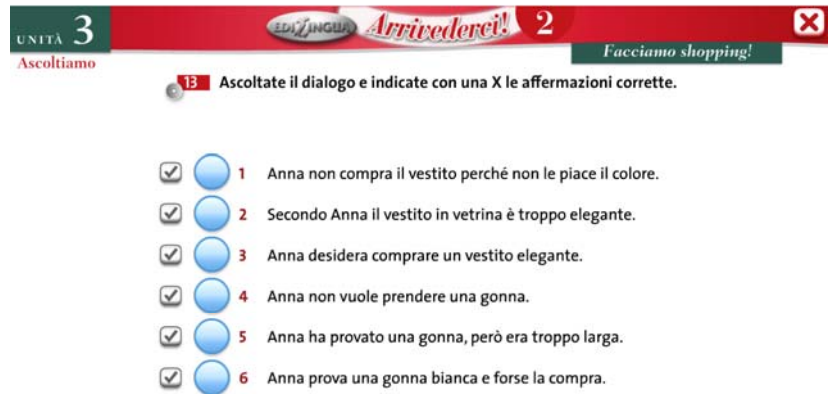 UNITÀ 3
EDIZINGUA Arrivederci! 2
Facciamo shopping!
Ascoltiamo
13 Ascoltate il dialogo e indicate con una X le affermazioni corrette.
1 Anna non compra il vestito perché non le piace il colore.
2 Secondo Anna il vestito in vetrina è troppo elegante.
3 Anna desidera comprare un vestito elegante.
4 Anna non vuole prendere una gonna.
5 Anna ha provato una gonna, però era troppo larga.
6 Anna prova una gonna bianca e forse la compra.